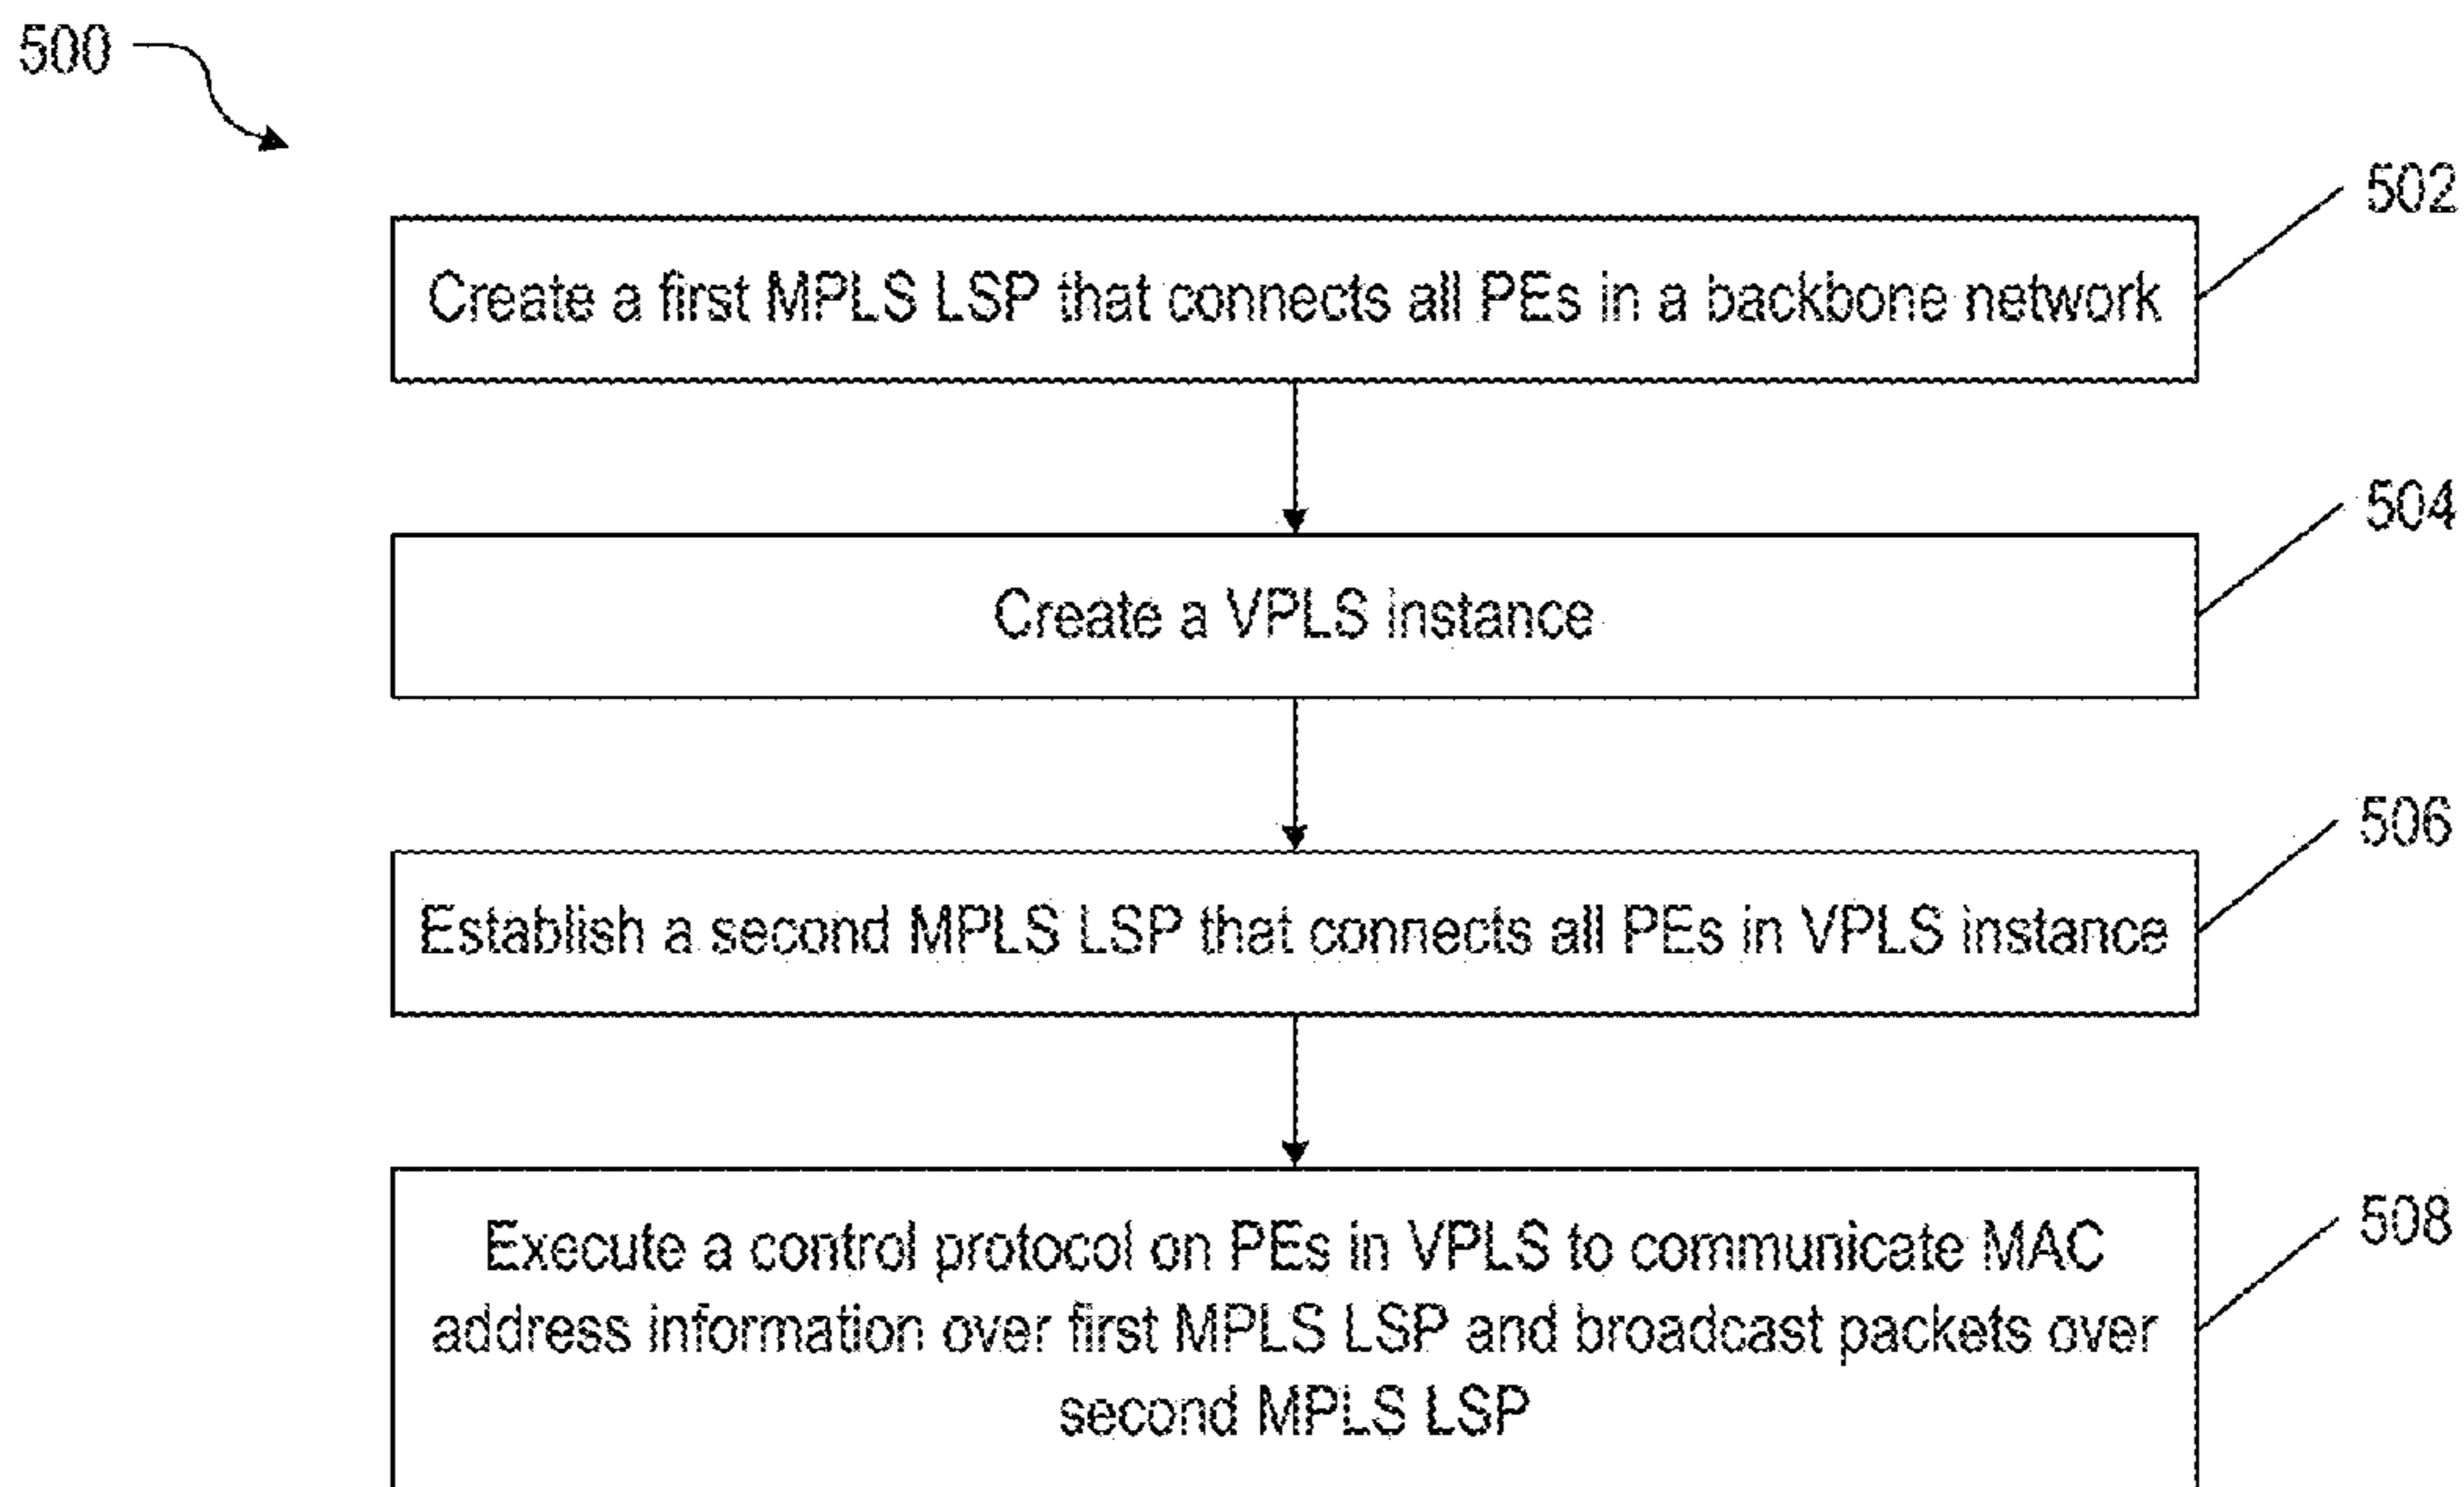 500
502
Create a first MPLS LSP that connects all PEs in a backbone network
504
Create a VPLS instance
506
Establish a second MPLS LSP that connects all PEs in VPLS instance
508
Execute a control protocol on PEs in VPLS to communicate MAC
address information over first MPLS LSP and broadcast packets over
second MPLS LSP